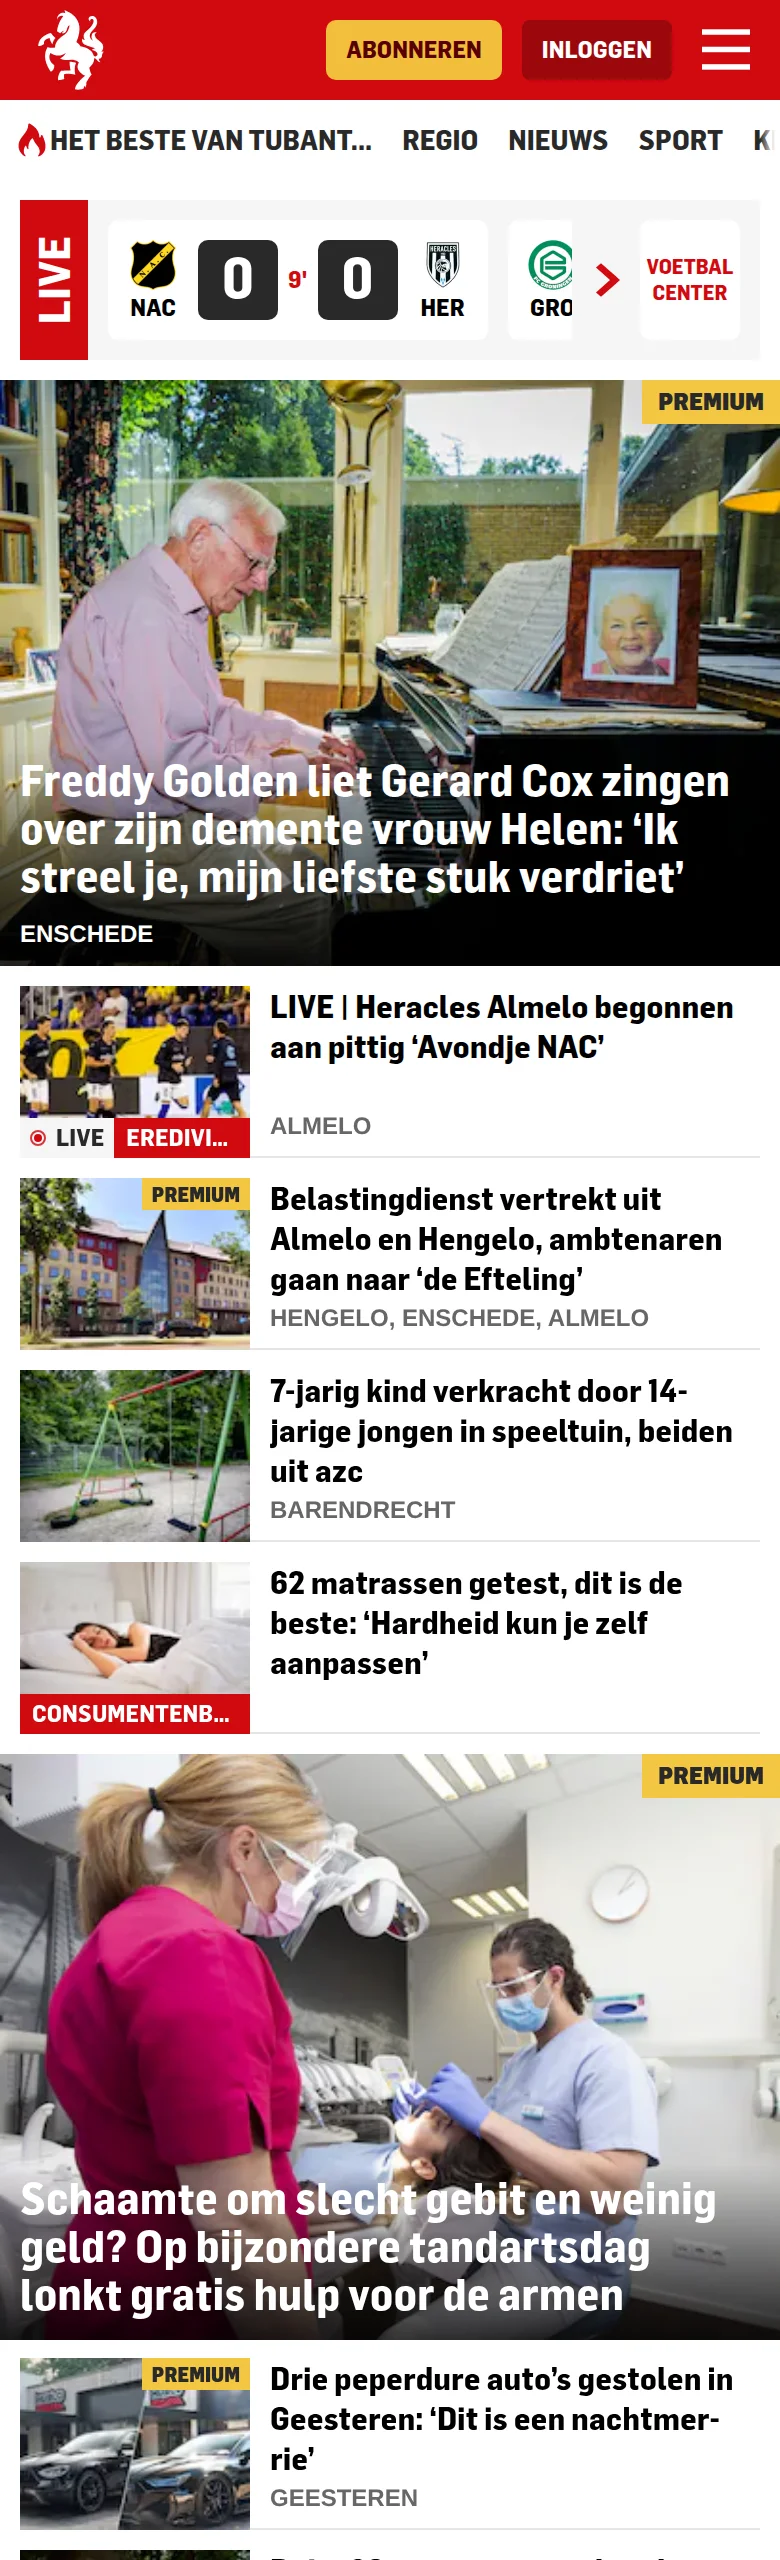 ABONNEREN
INLOGGEN
HET BESTE VAN TUBANT...
REGIO
NIEUWS
SPORT
LIVE
NAC
0
9'
0
HERACLES
HER
GRO
VOETBAL
CENTER
PREMIUM
Freddy Golden liet Gerard Cox zingen
over zijn demente vrouw Helen: ‘Ik
streel je, mijn liefste stuk verdriet’
ENSCHEDE
LIVE | Heracles Almelo begonnen
aan pittig ‘Avondje NAC’
ALMELO
LIVE
EREDIVI...
PREMIUM
Belastingdienst vertrekt uit
Almelo en Hengelo, ambtenaren
gaan naar ‘de Efteling’
HENGELO, ENSCHEDE, ALMELO
7-jarig kind verkracht door 14-
jarige jongen in speeltuin, beiden
uit azc
BARENDRECHT
62 matrassen getest, dit is de
beste: ‘Hardheid kun je zelf
aanpassen’
CONSUMENTENB...
PREMIUM
Schaamte om slecht gebit en weinig
geld? Op bijzondere tandartsdag
lonkt gratis hulp voor de armen
PREMIUM
Drie peperdure auto’s gestolen in
Geesteren: ‘Dit is een nachtmer-
rie’
GEESTEREN